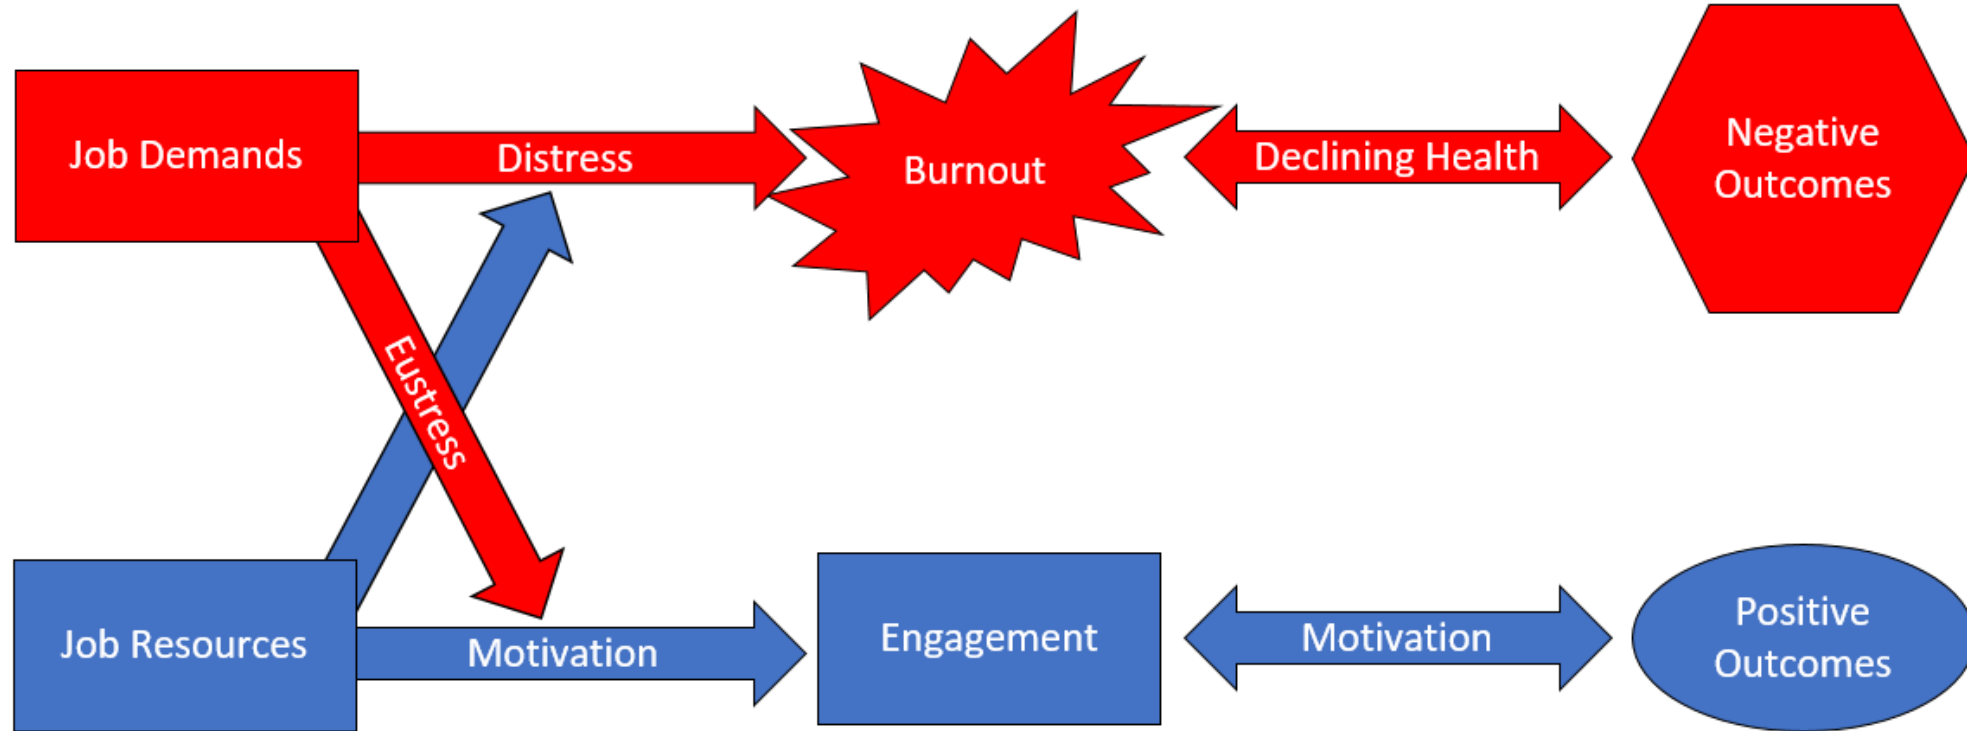 Job Demands
Distress
Burnout
Declining Health
Negative
Outcomes
Eustress
Job Resources
Motivation
Engagement
Motivation
Positive
Outcomes